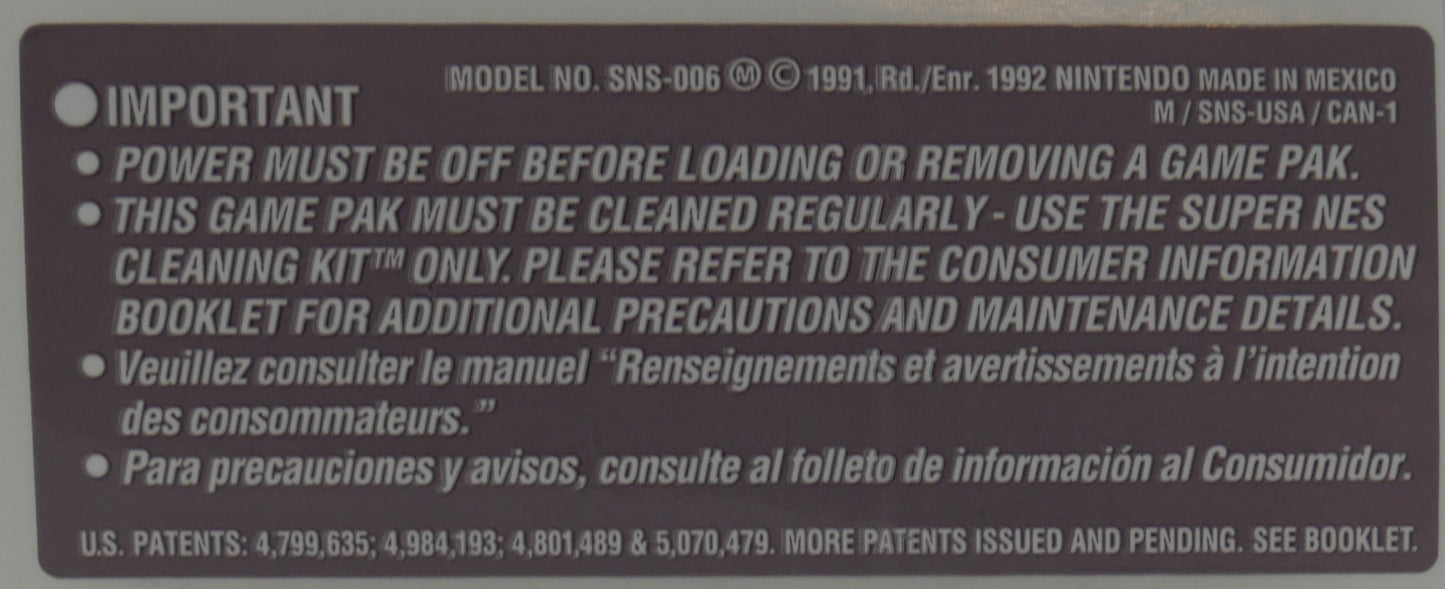 MODEL NO. SNS-006 Ⓜ © 1991, Rd./Enr. 1992 NINTENDO MADE IN MEXICO
M / SNS-USA / CAN-1
● IMPORTANT
● POWER MUST BE OFF BEFORE LOADING OR REMOVING A GAME PAK.
● THIS GAME PAK MUST BE CLEANED REGULARLY - USE THE SUPER NES
CLEANING KIT™ ONLY. PLEASE REFER TO THE CONSUMER INFORMATION
BOOKLET FOR ADDITIONAL PRECAUTIONS AND MAINTENANCE DETAILS.
● Veuillez consulter le manuel “Renseignements et avertissements à l’intention
des consommateurs.”
● Para precauciones y avisos, consulte al folleto de información al Consumidor.
U.S. PATENTS: 4,799,635; 4,984,193; 4,801,489 & 5,070,479. MORE PATENTS ISSUED AND PENDING. SEE BOOKLET.